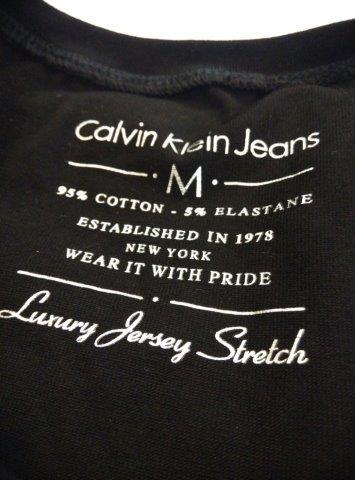 Calvin Klein Jeans
M
95% COTTON - 5% ELASTANE
ESTABLISHED IN 1978
NEW YORK
WEAR IT WITH PRIDE
Luxury Jersey Stretch